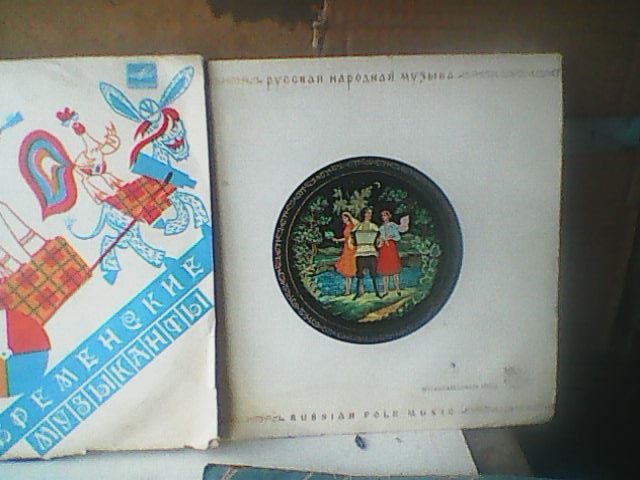 РЕМЕНСКИЕ
МУЗЫКАНТЫ
РУССКАЯ НАРОДНАЯ МУЗЫКА
RUSSIAN FOLK MUSIC